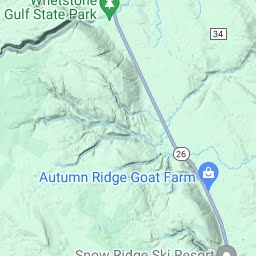 Whetstone
Gulf State Park
34
26
Autumn Ridge Goat Farm
Snow Ridge Ski Resort